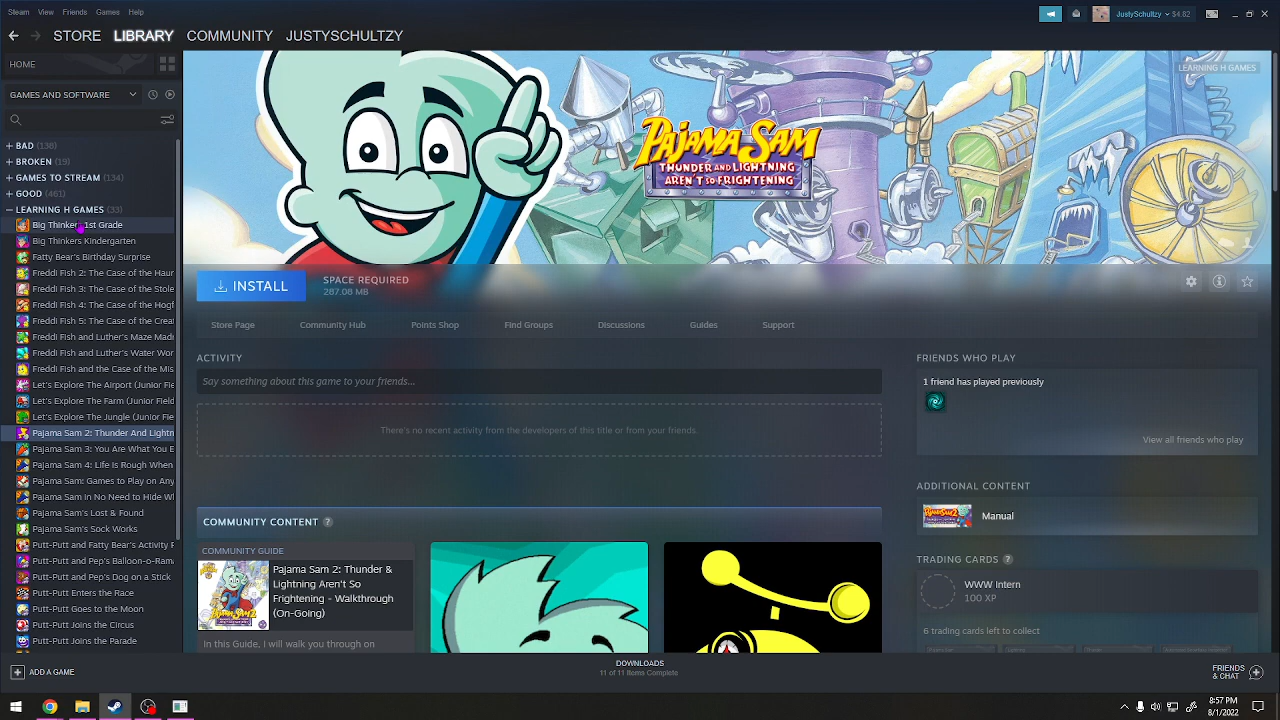 Steam View Friends Games Help
JustySchultzy $4.82
STORE LIBRARY COMMUNITY JUSTYSCHULTZY
HOME
GAMES AND SOFTWARE
(138)
+ BROKEN (19)
+ GAMES TO STREAM (134)
+ GOOD (461)
– LEARNING H GAMES (33)
Big Thinkers 1st Grade
Big Thinkers Kindergarten
Fatty Bear's Birthday Surprise
Freddi Fish 2: The Case of the Haun
Freddi Fish 3: The Case of the Stole
Freddi Fish 4: The Case of the Hogf
Freddi Fish 5: The Case of the Crea
Freddi Fish and Luther's Maze Mad
Freddi Fish and Luther's Water Wor
Freddi Fish and the Case of the Mis
Let's Explore The Airport (Junior Fie
Let's Explore The Farm (Junior Field
Let's Explore The Jungle (Junior Fiel
Pajama Sam 2: Thunder And Lightn
Pajama Sam 3: You Are What You E
Pajama Sam 4: Life Is Rough When
Pajama Sam: No Need to Hide Whe
Pajama Sam's Lost & Found
Pajama Sam's Sock Works
Putt-Putt and Fatty Bear's Activity F
Putt-Putt and Pep's Balloon-o-Ram
Putt-Putt and Pep's Dog on a Stick
Putt-Putt Enters the Race
Putt-Putt Goes to the Moon
Putt-Putt Joins the Circus
Putt-Putt Joins the Parade
LEARNING H GAMES
PAJAMA SAM
THUNDER AND LIGHTNING
AREN'T SO FRIGHTENING
INSTALL
SPACE REQUIRED
287.08 MB
Store Page Community Hub Points Shop Find Groups Discussions Guides Support
ACTIVITY
Say something about this game to your friends...
There's no recent activity from the developers of this title or from your friends.
COMMUNITY CONTENT ?
COMMUNITY GUIDE
Pajama Sam 2: Thunder &
Lightning Aren't So
Frightening - Walkthrough
(On-Going)
In this Guide, I will walk you through on
FRIENDS WHO PLAY
1 friend has played previously
View all friends who play
ADDITIONAL CONTENT
Manual
TRADING CARDS ?
WWW Intern
100 XP
6 trading cards left to collect
ADD A GAME
DOWNLOADS
11 of 11 Items Complete
FRIENDS
& CHAT
8:57 PM
8/1/2022